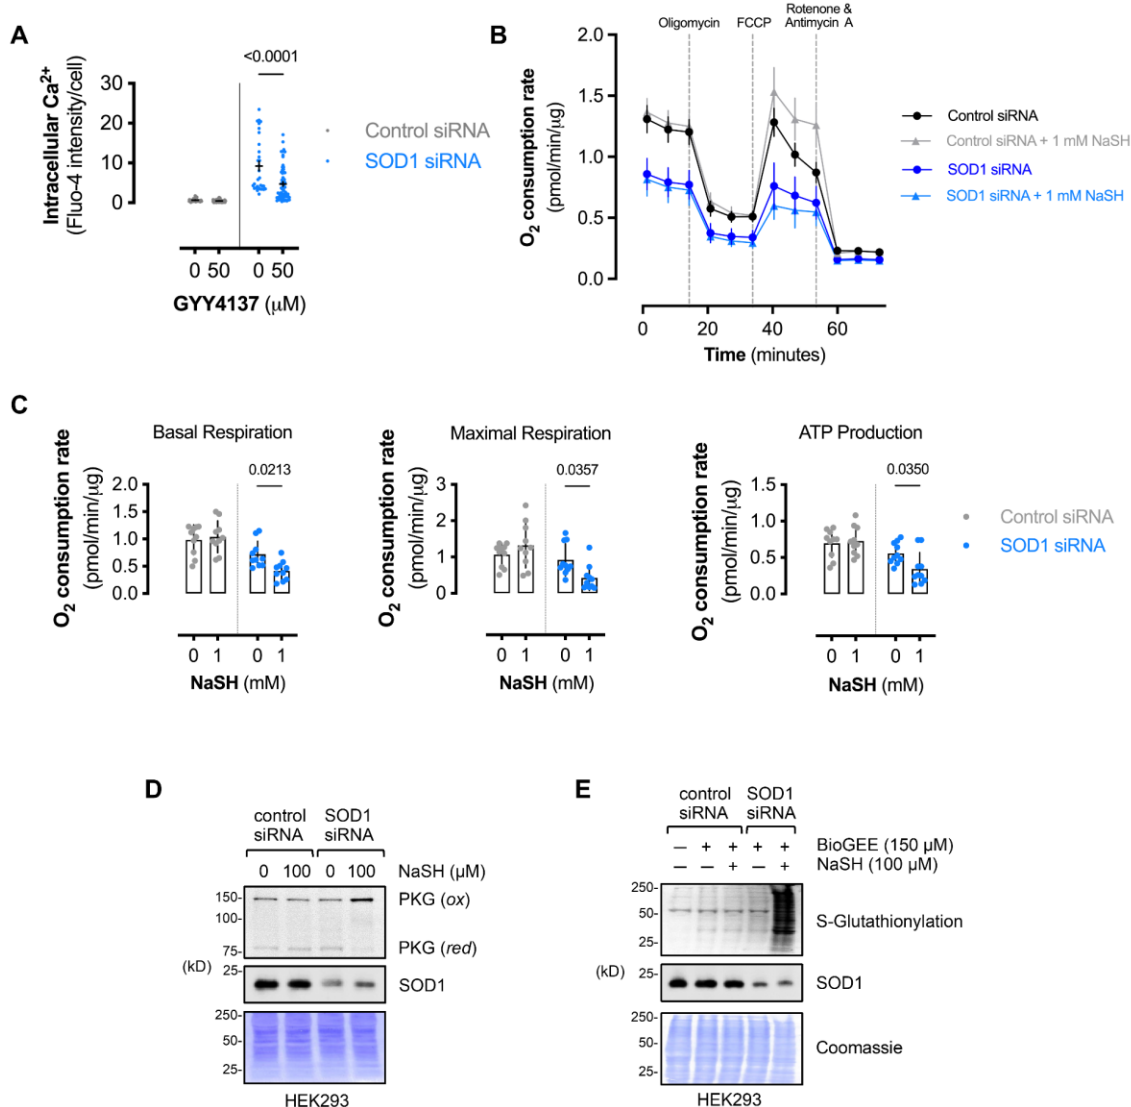 A
Intracellular Ca2+
(Fluo-4 intensity/cell)
30
20
10
0
<0.0001
Control siRNA
SOD1 siRNA
0 50 0 50
GYY4137 (μM)
B
O2 consumption rate
(pmol/min/μg)
2.0
1.5
1.0
0.5
0.0
Oligomycin
FCCP
Rotenone &
Antimycin A
Control siRNA
Control siRNA + 1 mM NaSH
SOD1 siRNA
SOD1 siRNA + 1 mM NaSH
0 20 40 60
Time (minutes)
C
Basal Respiration
O2 consumption rate
(pmol/min/μg)
2.0
1.5
1.0
0.5
0.0
0.0213
0 1 0 1
NaSH (mM)
Maximal Respiration
O2 consumption rate
(pmol/min/μg)
3
2
1
0
0.0357
0 1 0 1
NaSH (mM)
ATP Production
O2 consumption rate
(pmol/min/μg)
1.5
1.0
0.5
0.0
0.0350
0 1 0 1
NaSH (mM)
Control siRNA
SOD1 siRNA
D
control
siRNA
SOD1
siRNA
0 100 0 100 NaSH (μM)
150-
100-
75-
PKG (ox)
PKG (red)
(kD)
25-
SOD1
250-
50-
25-
HEK293
E
control
siRNA
SOD1
siRNA
— + + + + BioGEE (150 μM)
— — + — + NaSH (100 μM)
250-
50-
25-
S-Glutathionylation
(kD)
25-
SOD1
250-
50-
25-
Coomassie
HEK293